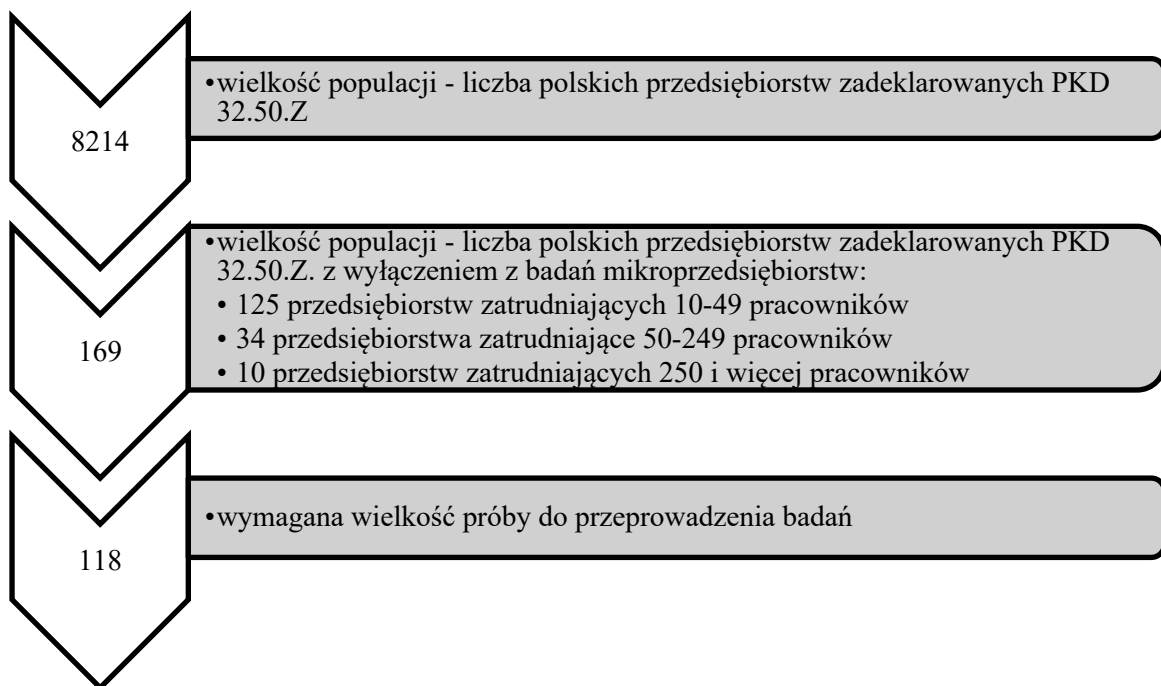 8214
•wielkość populacji - liczba polskich przedsiębiorstw zadeklarowanych PKD
32.50.Z
169
•wielkość populacji - liczba polskich przedsiębiorstw zadeklarowanych PKD
32.50.Z. z wyłączeniem z badań mikroprzedsiębiorstw:
• 125 przedsiębiorstw zatrudniających 10-49 pracowników
• 34 przedsiębiorstwa zatrudniające 50-249 pracowników
• 10 przedsiębiorstw zatrudniających 250 i więcej pracowników
118
•wymagana wielkość próby do przeprowadzenia badań